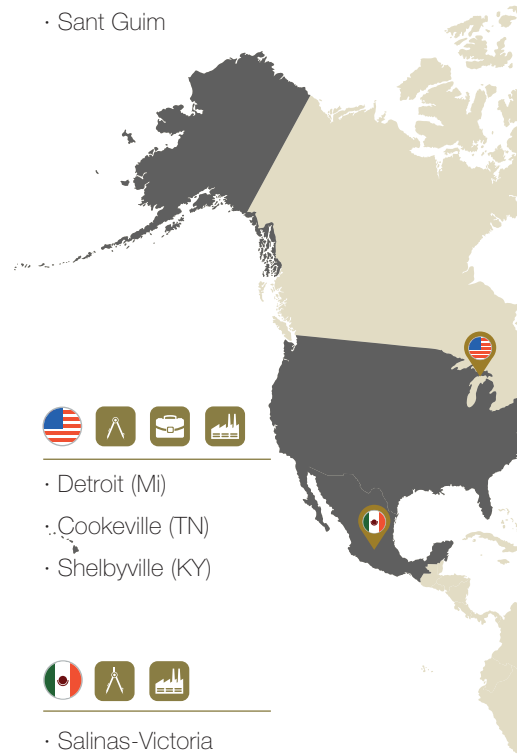 · Sant Guim
· Detroit (Mi)
· Cookeville (TN)
· Shelbyville (KY)
· Salinas-Victoria